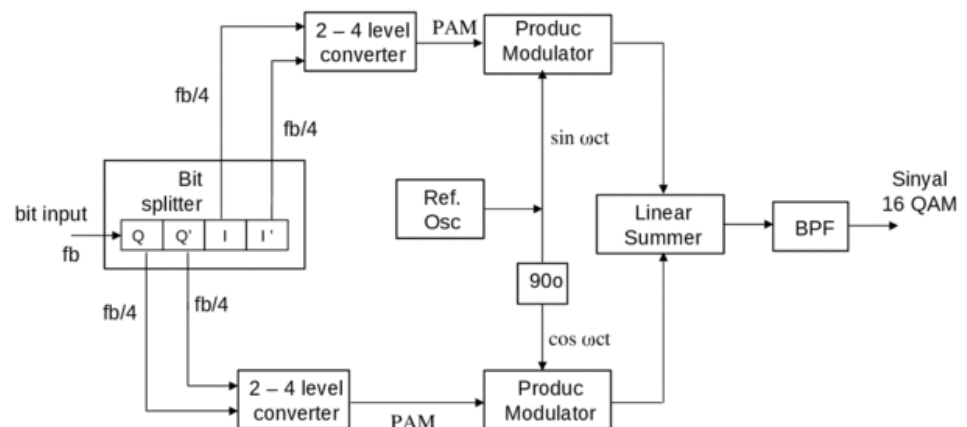 2 – 4 level
converter
PAM
Produc
Modulator
fb/4
fb/4
sin ωct
Bit
splitter
bit input
fb
Q
Q'
I
I'
Ref.
Osc
Linear
Summer
BPF
Sinyal
16 QAM
90o
fb/4
fb/4
cos ωct
2 – 4 level
converter
PAM
Produc
Modulator